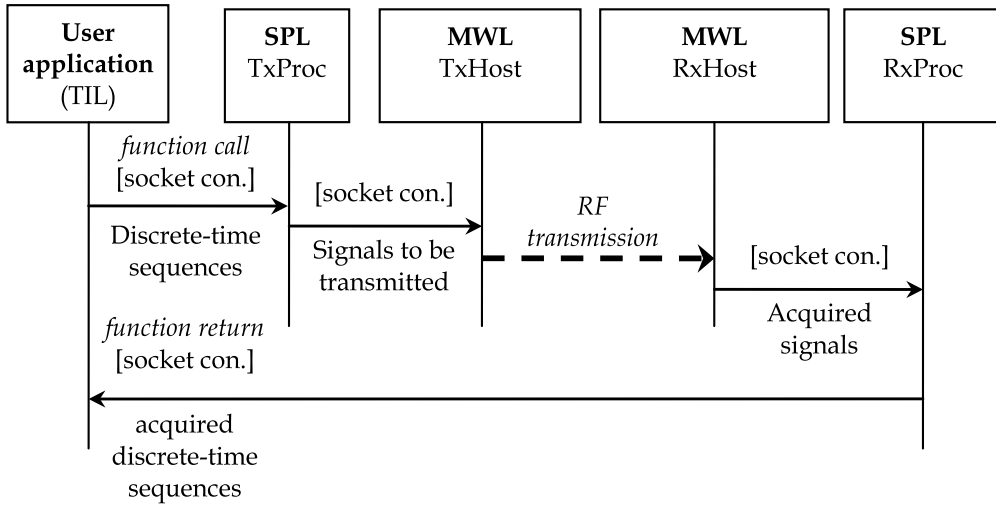 User
application
(TIL)
SPL
TxProc
MWL
TxHost
MWL
RxHost
SPL
RxProc
function call
[socket con.]
Discrete-time
sequences
[socket con.]
Signals to be
transmitted
RF
transmission
[socket con.]
Acquired
signals
function return
[socket con.]
acquired
discrete-time
sequences